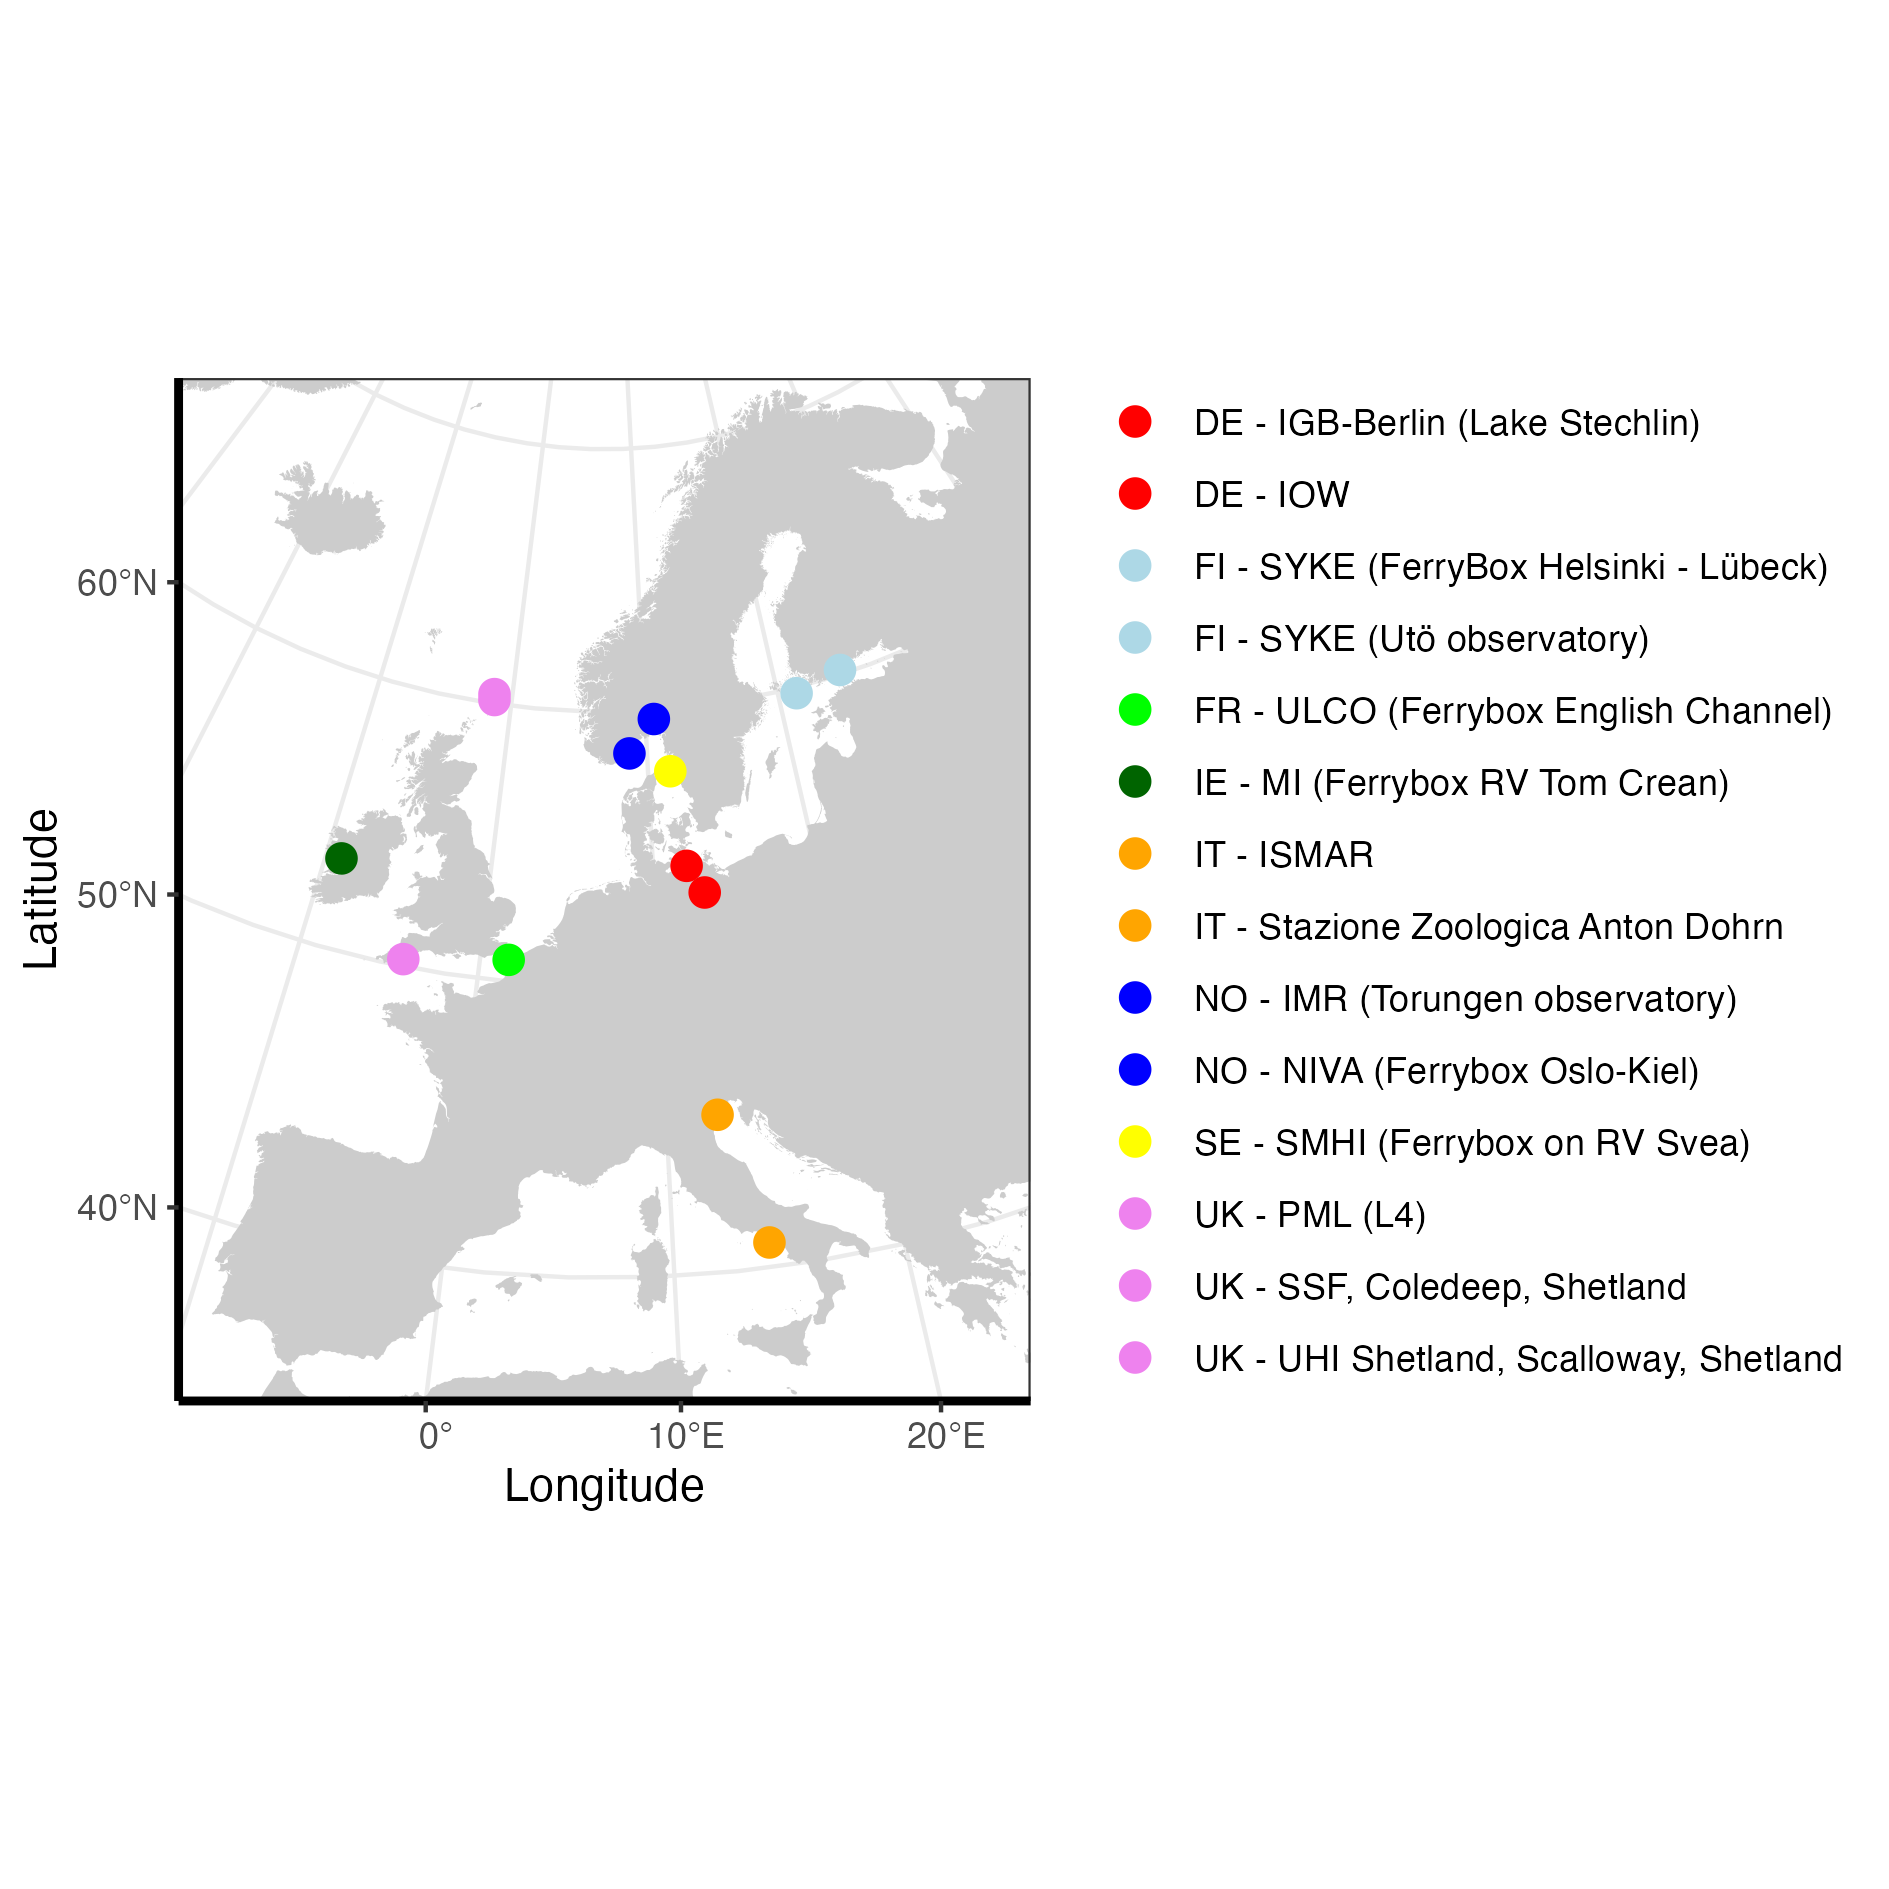 60°N
50°N
40°N
Latitude
0°
10°E
20°E
Longitude
DE - IGB-Berlin (Lake Stechlin)
DE - IOW
FI - SYKE (FerryBox Helsinki - Lübeck)
FI - SYKE (Utö observatory)
FR - ULCO (Ferrybox English Channel)
IE - MI (Ferrybox RV Tom Crean)
IT - ISMAR
IT - Stazione Zoologica Anton Dohrn
NO - IMR (Torungen observatory)
NO - NIVA (Ferrybox Oslo-Kiel)
SE - SMHI (Ferrybox on RV Svea)
UK - PML (L4)
UK - SSF, Coledeep, Shetland
UK - UHI Shetland, Scalloway, Shetland